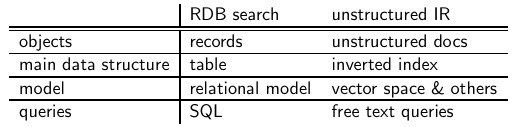 RDB search unstructured IR
objects records unstructured docs
main data structure table inverted index
model relational model vector space & others
queries SQL free text queries